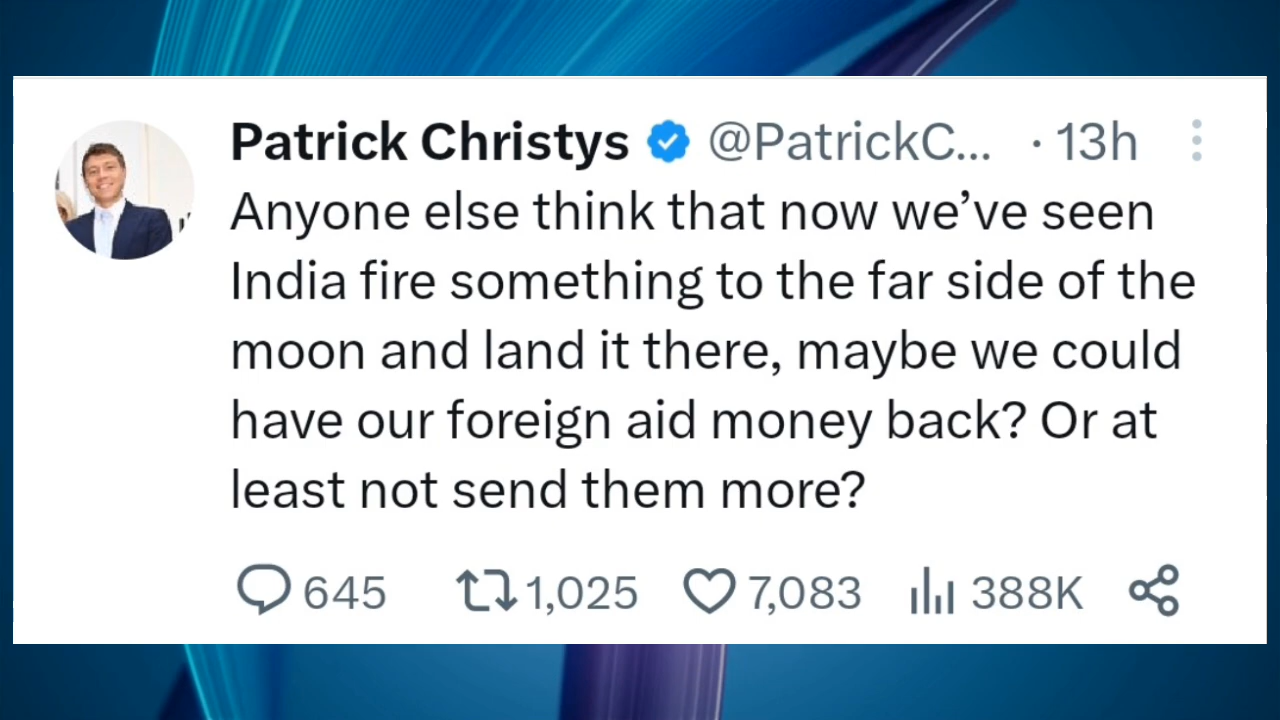 Patrick Christys @PatrickC... · 13h
Anyone else think that now we’ve seen
India fire something to the far side of the
moon and land it there, maybe we could
have our foreign aid money back? Or at
least not send them more?
645 1,025 7,083 388K